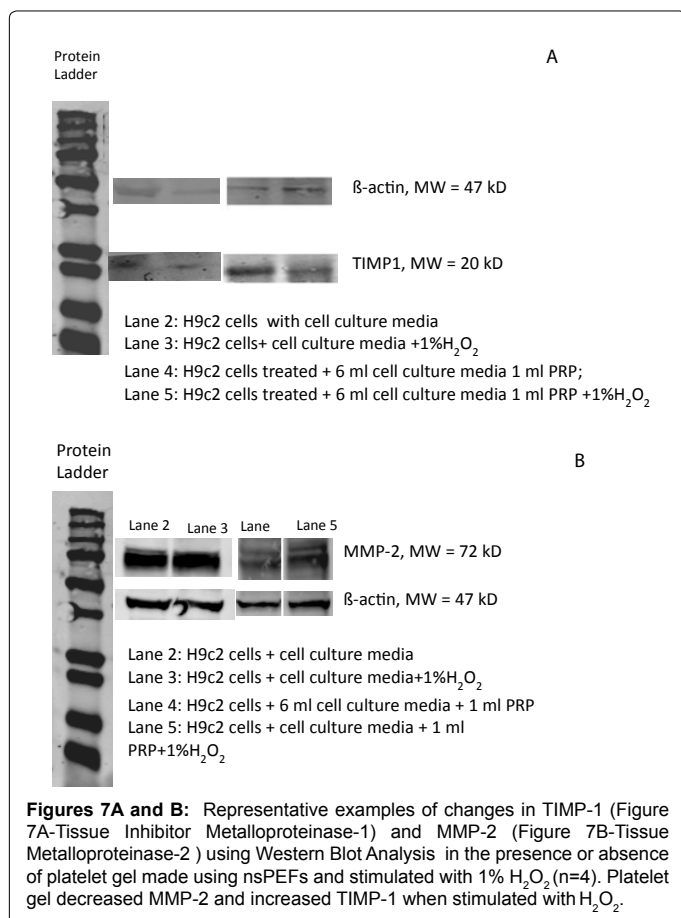 Protein
Ladder
A
ß-actin, MW = 47 kD
TIMP1, MW = 20 kD
Lane 2: H9c2 cells  with cell culture media
Lane 3: H9c2 cells+ cell culture media +1%H₂O₂
Lane 4: H9c2 cells treated + 6 ml cell culture media 1 ml PRP;
Lane 5: H9c2 cells treated + 6 ml cell culture media 1 ml PRP +1%H₂O₂
Protein
Ladder
B
Lane 2 Lane 3 Lane Lane 5
MMP-2, MW = 72 kD
ß-actin, MW = 47 kD
Lane 2: H9c2 cells + cell culture media
Lane 3: H9c2 cells + cell culture media+1%H₂O₂
Lane 4: H9c2 cells + 6 ml cell culture media + 1 ml PRP
Lane 5: H9c2 cells + cell culture media + 1 ml
PRP+1%H₂O₂
Figures 7A and B: Representative examples of changes in TIMP-1 (Figure
7A-Tissue Inhibitor Metalloproteinase-1) and MMP-2 (Figure 7B-Tissue
Metalloproteinase-2 ) using Western Blot Analysis in the presence or absence
of platelet gel made using nsPEFs and stimulated with 1% H₂O₂ (n=4). Platelet
gel decreased MMP-2 and increased TIMP-1 when stimulated with H₂O₂.